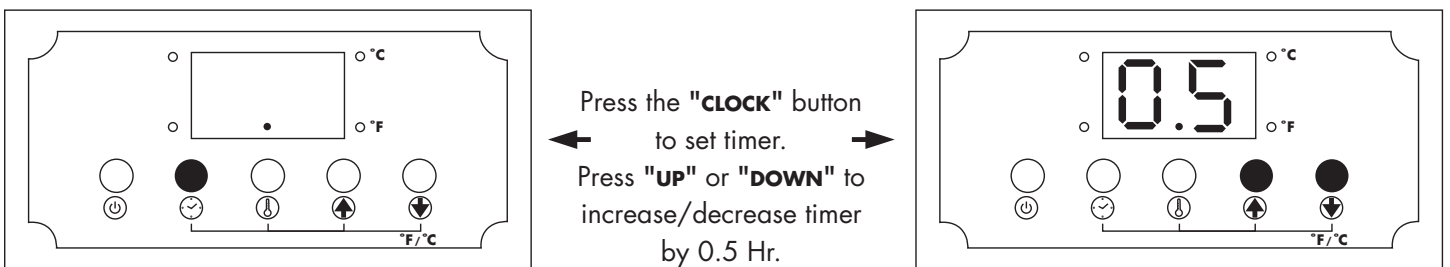 °C
°F
°F/°C
Press the "CLOCK" button
to set timer.
Press "UP" or "DOWN" to
increase/decrease timer
by 0.5 Hr.
°C
0.5
°F
°F/°C